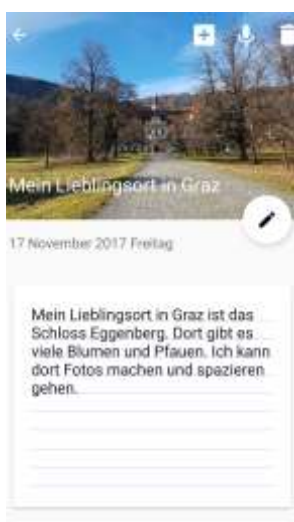 Mein Lieblingsort in Graz
17 November 2017 Freitag
Mein Lieblingsort in Graz ist das
Schloss Eggenberg. Dort gibt es
viele Blumen und Pfauen. Ich kann
dort Fotos machen und spazieren
gehen.